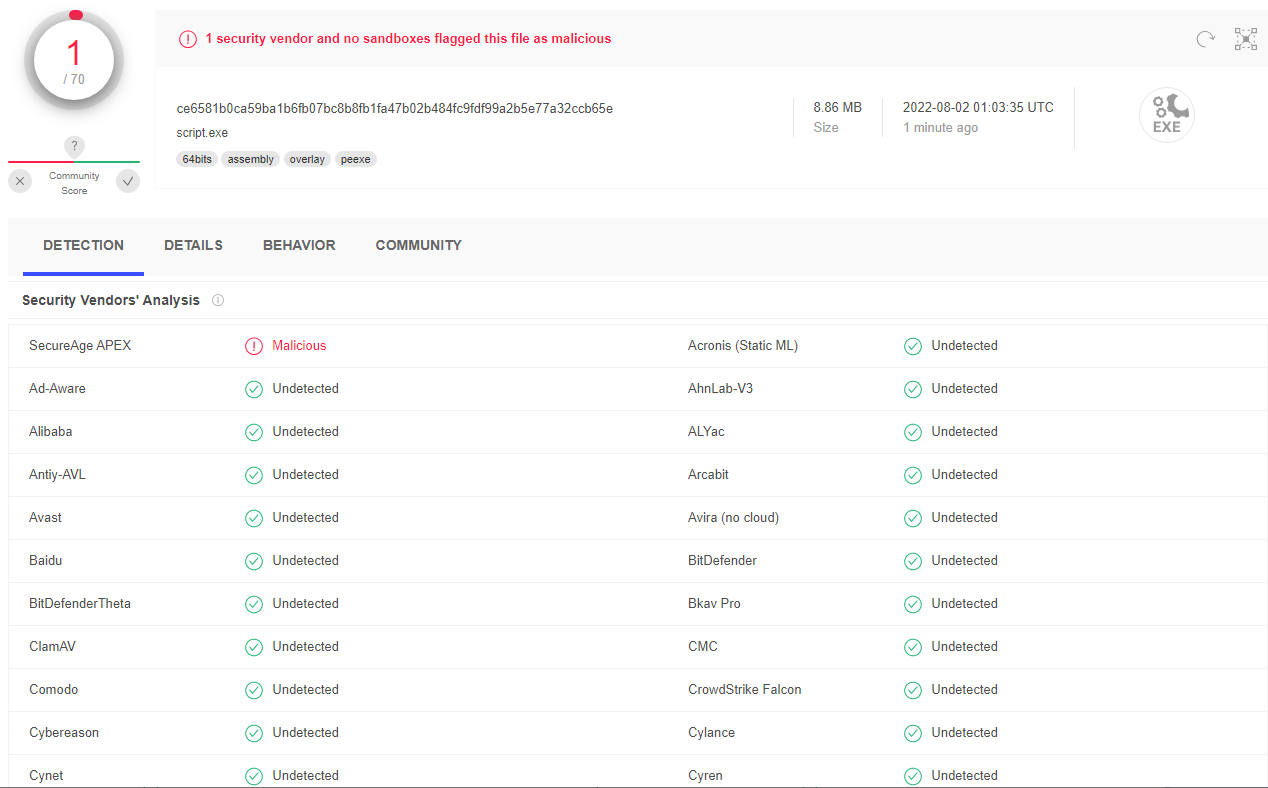 1
/ 70
1 security vendor and no sandboxes flagged this file as malicious
ce6581b0ca59ba1b6fb07bc8b8fb1fa47b02b484fc9fdf99a2b5e77a32ccb65e
script.exe
64bits assembly overlay peexe
8.86 MB
Size
2022-08-02 01:03:35 UTC
1 minute ago
EXE
?
Community
Score
DETECTION DETAILS BEHAVIOR COMMUNITY
Security Vendors' Analysis
SecureAge APEX Malicious Acronis (Static ML) Undetected
Ad-Aware Undetected AhnLab-V3 Undetected
Alibaba Undetected ALYac Undetected
Antiy-AVL Undetected Arcabit Undetected
Avast Undetected Avira (no cloud) Undetected
Baidu Undetected BitDefender Undetected
BitDefenderTheta Undetected Bkav Pro Undetected
ClamAV Undetected CMC Undetected
Comodo Undetected CrowdStrike Falcon Undetected
Cybereason Undetected Cylance Undetected
Cynet Undetected Cyren Undetected